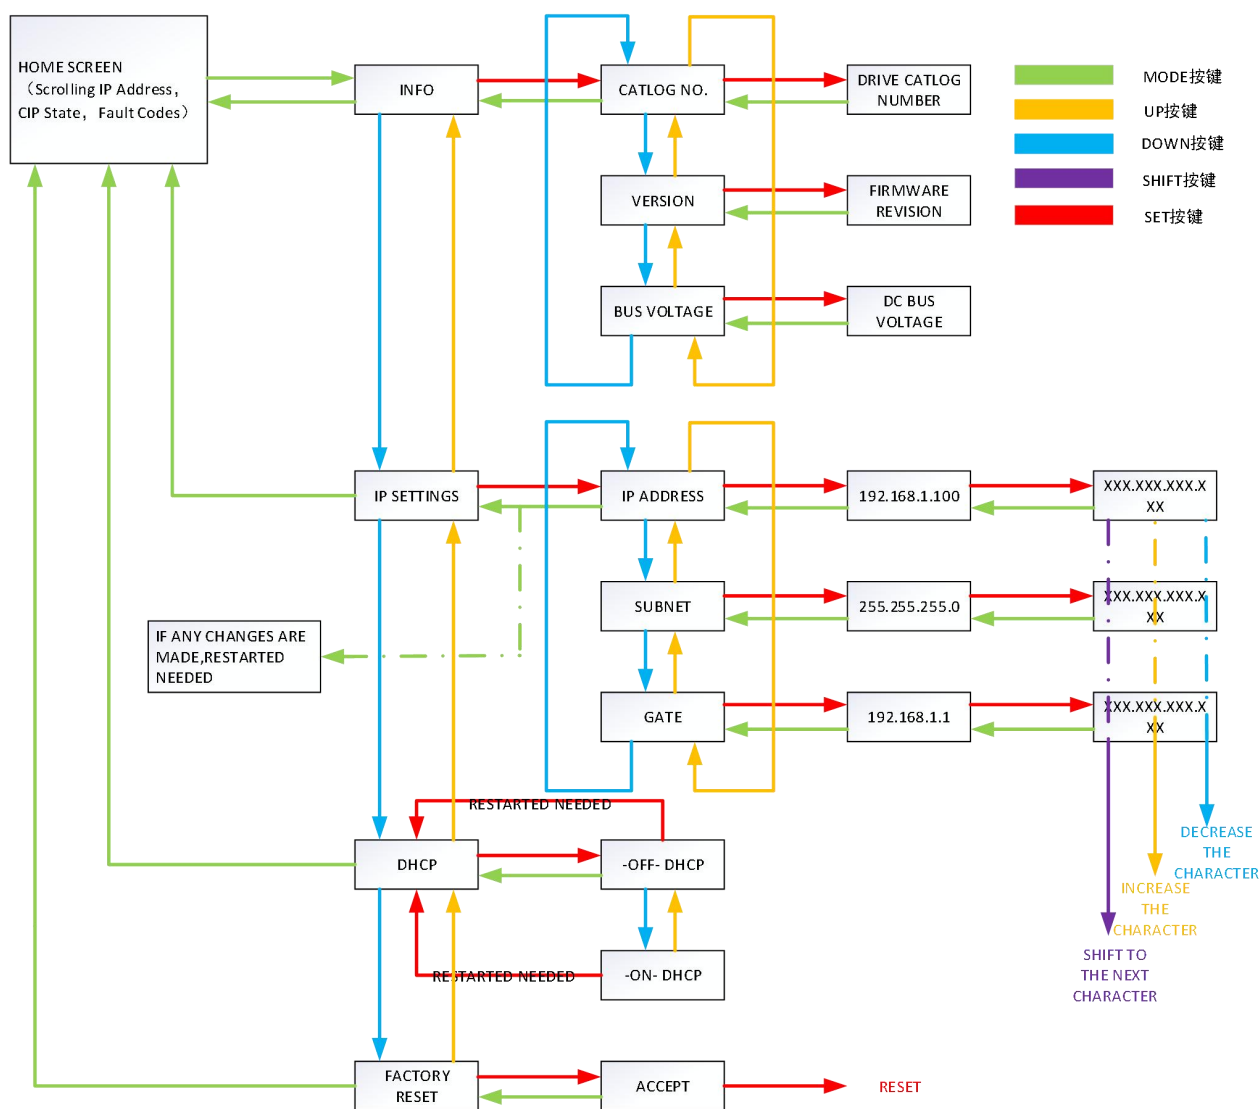 HOME SCREEN
（Scrolling IP Address，
CIP State， Fault Codes）
INFO
CATLOG NO.
DRIVE CATLOG
NUMBER
VERSION
FIRMWARE
REVISION
BUS VOLTAGE
DC BUS
VOLTAGE
MODE按键
UP按键
DOWN按键
SHIFT按键
SET按键
IP SETTINGS
IP ADDRESS
192.168.1.100
XXX.XXX.XXX.X
XX
SUBNET
255.255.255.0
XXX.XXX.XXX.X
XX
IF ANY CHANGES ARE
MADE,RESTARTED
NEEDED
GATE
192.168.1.1
XXX.XXX.XXX.X
XX
RESTARTED NEEDED
DHCP
-OFF- DHCP
RESTARTED NEEDED
-ON- DHCP
DECREASE
THE
CHARACTER
INCREASE
THE
CHARACTER
SHIFT TO
THE NEXT
CHARACTER
FACTORY
RESET
ACCEPT
RESET